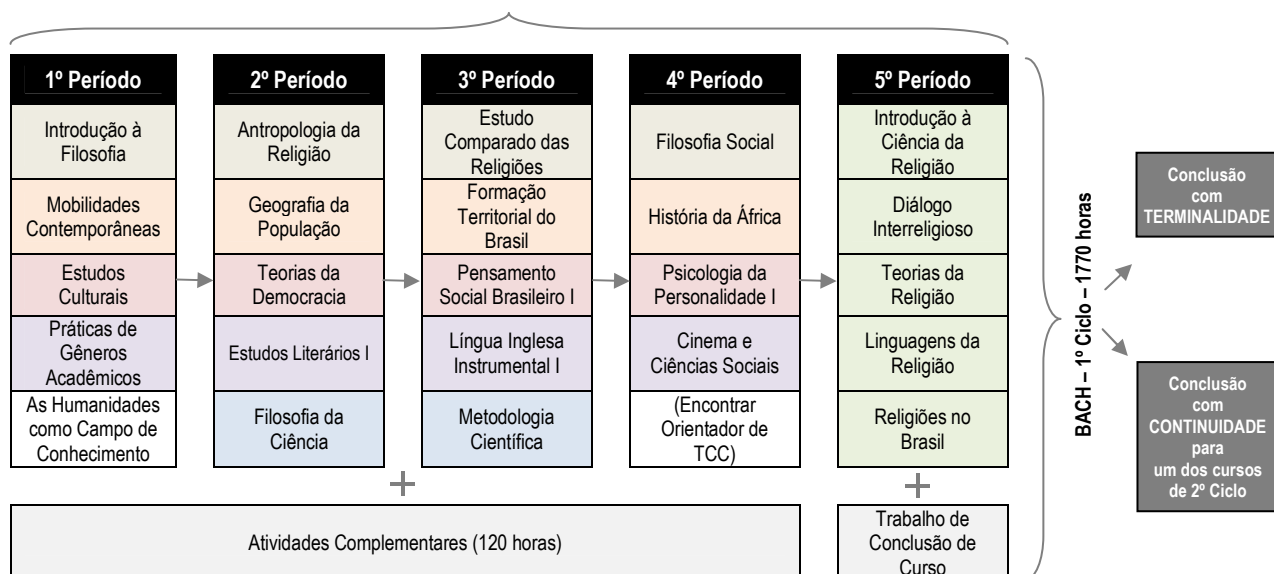 1º Período
Introdução à
Filosofia
Mobilidades
Contemporâneas
Estudos
Culturais
Práticas de
Gêneros
Acadêmicos
As Humanidades
como Campo de
Conhecimento
2º Período
Antropologia da
Religião
Geografia da
População
Teorias da
Democracia
Estudos Literários I
Filosofia da
Ciência
3º Período
Estudo
Comparado das
Religiões
Formação
Territorial do
Brasil
Pensamento
Social Brasileiro I
Língua Inglesa
Instrumental I
Metodologia
Científica
4º Período
Filosofia Social
História da África
Psicologia da
Personalidade I
Cinema e
Ciências Sociais
(Encontrar
Orientador de
TCC)
5º Período
Introdução à
Ciência da
Religião
Diálogo
Interreligioso
Teorias da
Religião
Linguagens da
Religião
Religiões no
Brasil
+
+
Atividades Complementares (120 horas)
Trabalho de
Conclusão de
Curso
BACH – 1º Ciclo – 1770 horas
Conclusão
com
TERMINALIDADE
Conclusão
com
CONTINUIDADE
para
um dos cursos
de 2º Ciclo